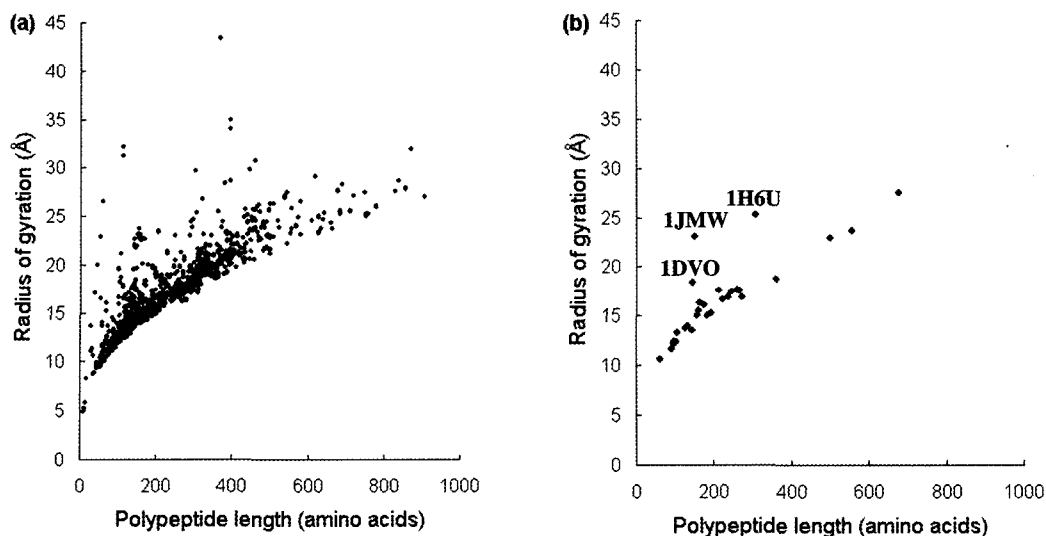 (a)
Radius of gyration (Å)
45
40
35
30
25
20
15
10
5
0
0 200 400 600 800 1000
Polypeptide length (amino acids)
(b)
Radius of gyration (Å)
45
40
35
30
25
20
15
10
5
0
1H6U
1JMW
1DVO
0 200 400 600 800 1000
Polypeptide length (amino acids)